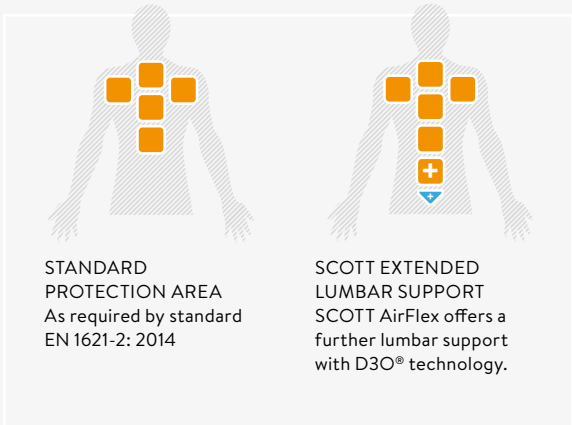 STANDARD
PROTECTION AREA
As required by standard
EN 1621-2: 2014
SCOTT EXTENDED
LUMBAR SUPPORT
SCOTT AirFlex offers a
further lumbar support
with D3O® technology.